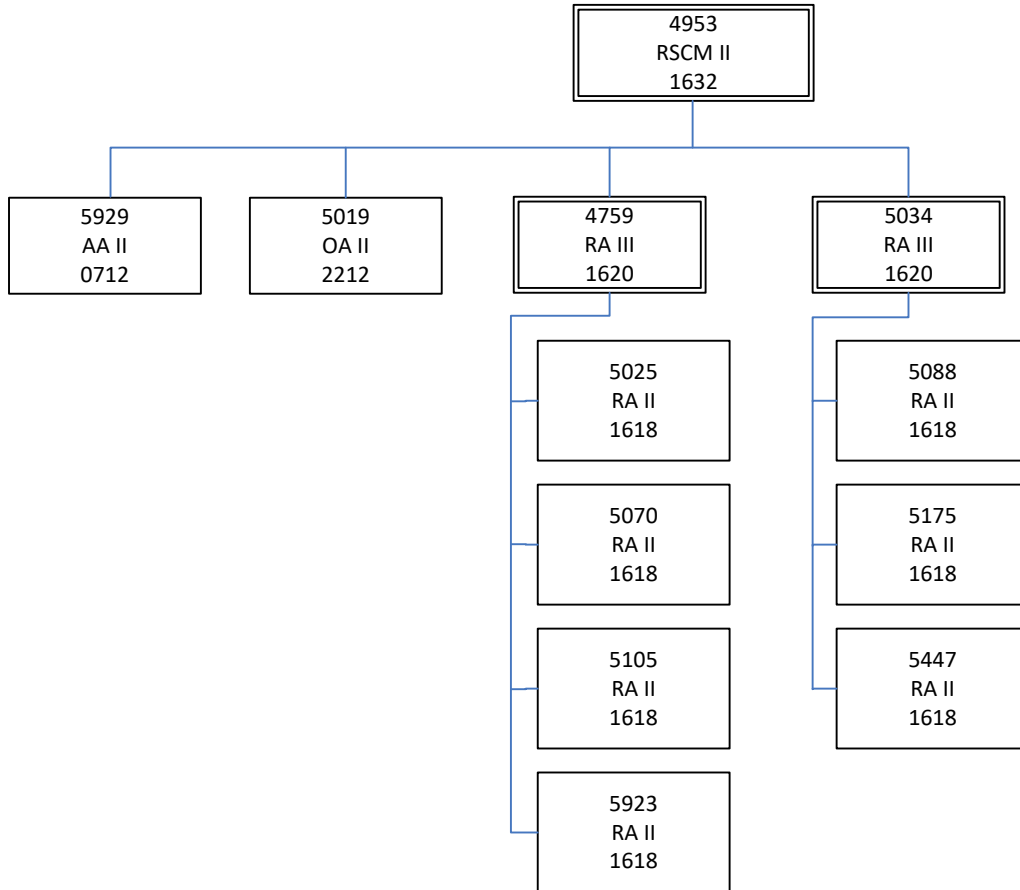 4953
RSCM II
1632
5929
AA II
0712
5019
OA II
2212
4759
RA III
1620
5034
RA III
1620
5025
RA II
1618
5088
RA II
1618
5070
RA II
1618
5175
RA II
1618
5105
RA II
1618
5447
RA II
1618
5923
RA II
1618